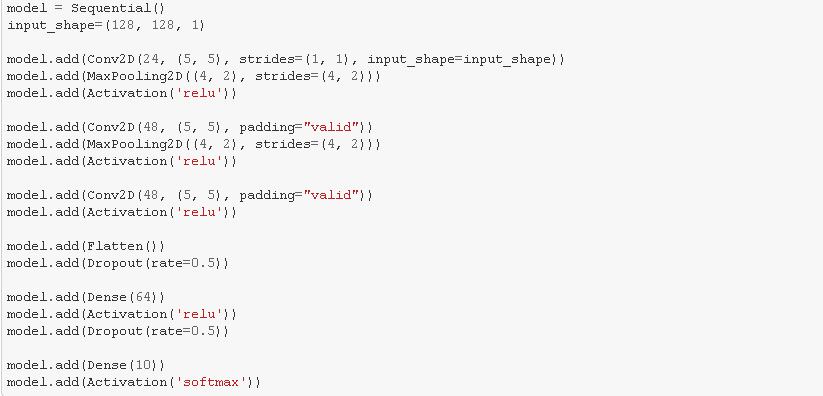 model = Sequential()
input_shape=(128, 128, 1)
model.add(Conv2D(24, (5, 5), strides=(1, 1), input_shape=input_shape))
model.add(MaxPooling2D((4, 2), strides=(4, 2)))
model.add(Activation('relu'))
model.add(Conv2D(48, (5, 5), padding="valid"))
model.add(MaxPooling2D((4, 2), strides=(4, 2)))
model.add(Activation('relu'))
model.add(Conv2D(48, (5, 5), padding="valid"))
model.add(Activation('relu'))
model.add(Flatten())
model.add(Dropout(rate=0.5))
model.add(Dense(64))
model.add(Activation('relu'))
model.add(Dropout(rate=0.5))
model.add(Dense(10))
model.add(Activation('softmax'))